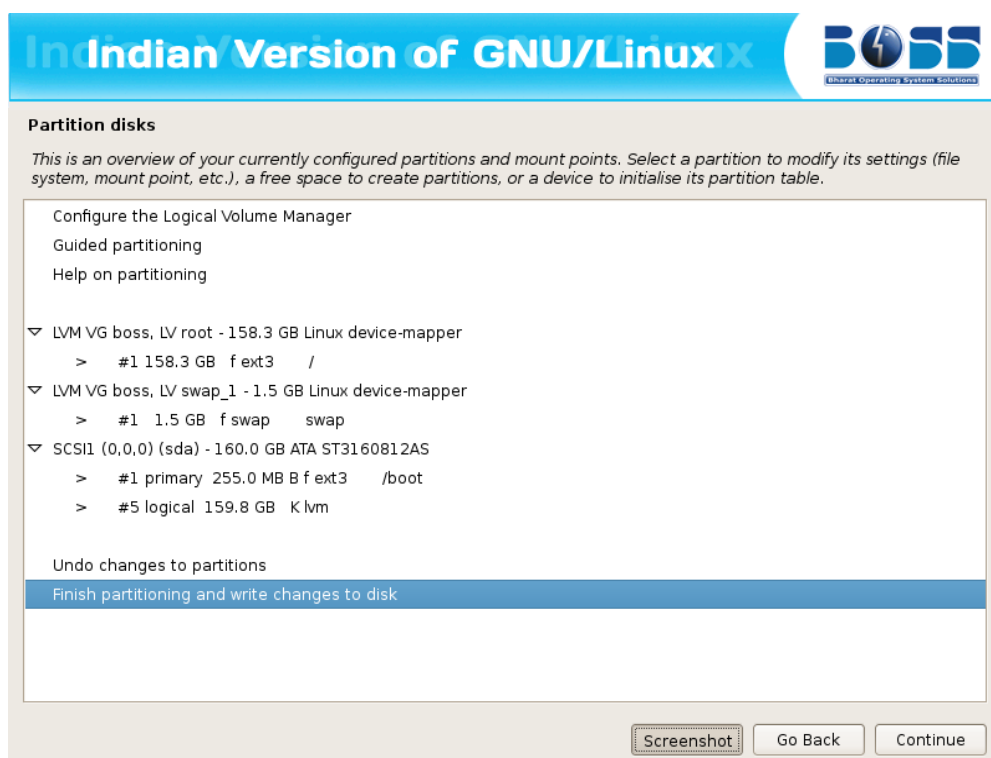 Indian Version of GNU/Linux
BOSS
Bharat Operating System Solutions
Partition disks
This is an overview of your currently configured partitions and mount points. Select a partition to modify its settings (file
system, mount point, etc.), a free space to create partitions, or a device to initialise its partition table.
Configure the Logical Volume Manager
Guided partitioning
Help on partitioning
LVM VG boss, LV root - 158.3 GB Linux device-mapper
> #1 158.3 GB f ext3 /
LVM VG boss, LV swap_1 - 1.5 GB Linux device-mapper
> #1 1.5 GB f swap swap
SCSI1 (0,0,0) (sda) - 160.0 GB ATA ST3160812AS
> #1 primary 255.0 MB B f ext3 /boot
> #5 logical 159.8 GB K lvm
Undo changes to partitions
Finish partitioning and write changes to disk
Screenshot Go Back Continue